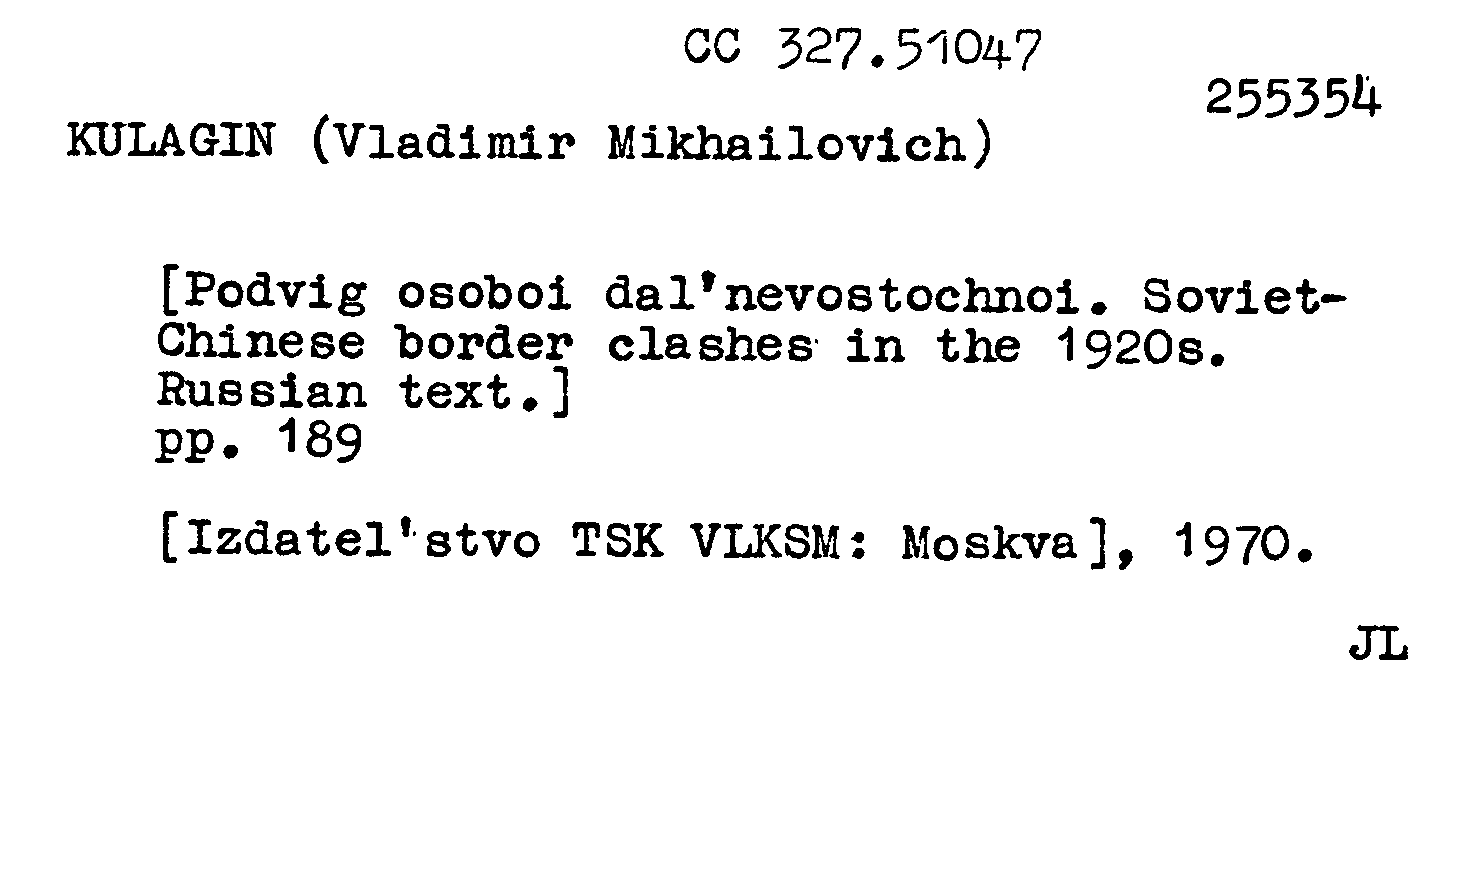 CC 327.51047
255354
KULAGIN (Vladimir Mikhailovich)
[Podvig osoboi dal'nevostochnoi. Soviet-
Chinese border clashes in the 1920s.
Russian text.]
pp. 189
[Izdatel'stvo TSK VLKSM: Moskva], 1970.
JL